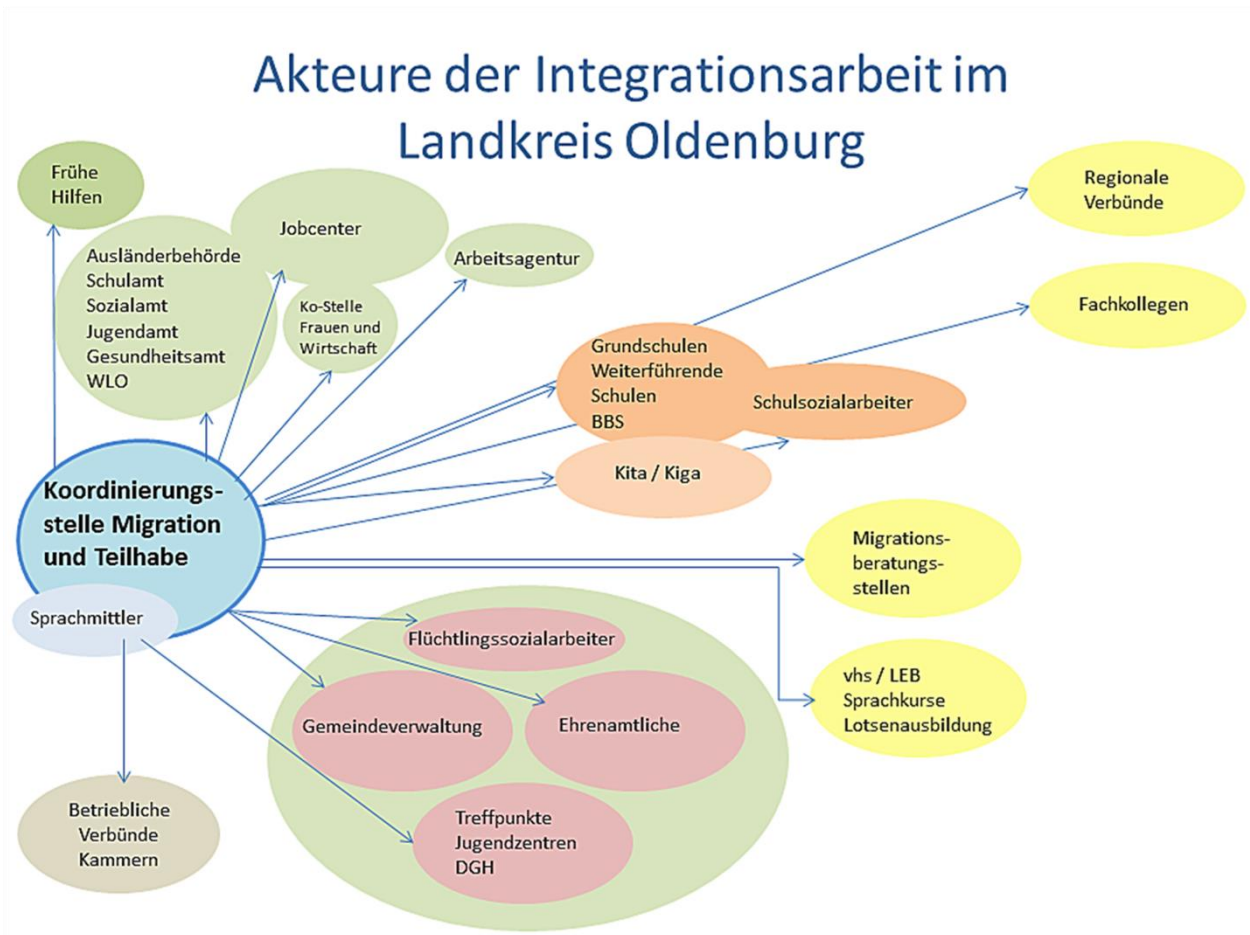 Akteure der Integrationsarbeit im
Landkreis Oldenburg
Frühe
Hilfen
Ausländerbehörde
Schulamt
Sozialamt
Jugendamt
Gesundheitsamt
WLO
Jobcenter
Ko-Stelle
Frauen und
Wirtschaft
Arbeitsagentur
Regionale
Verbünde
Fachkollegen
Grundschulen
Weiterführende
Schulen
BBS
Schulsozialarbeiter
Kita / Kiga
Koordinierungs-
stelle Migration
und Teilhabe
Sprachmittler
Migrations-
beratungs-
stellen
Flüchtlingssozialarbeiter
Gemeindeverwaltung
Ehrenamtliche
vhs / LEB
Sprachkurse
Lotsenausbildung
Treffpunkte
Jugendzentren
DGH
Betriebliche
Verbünde
Kammern